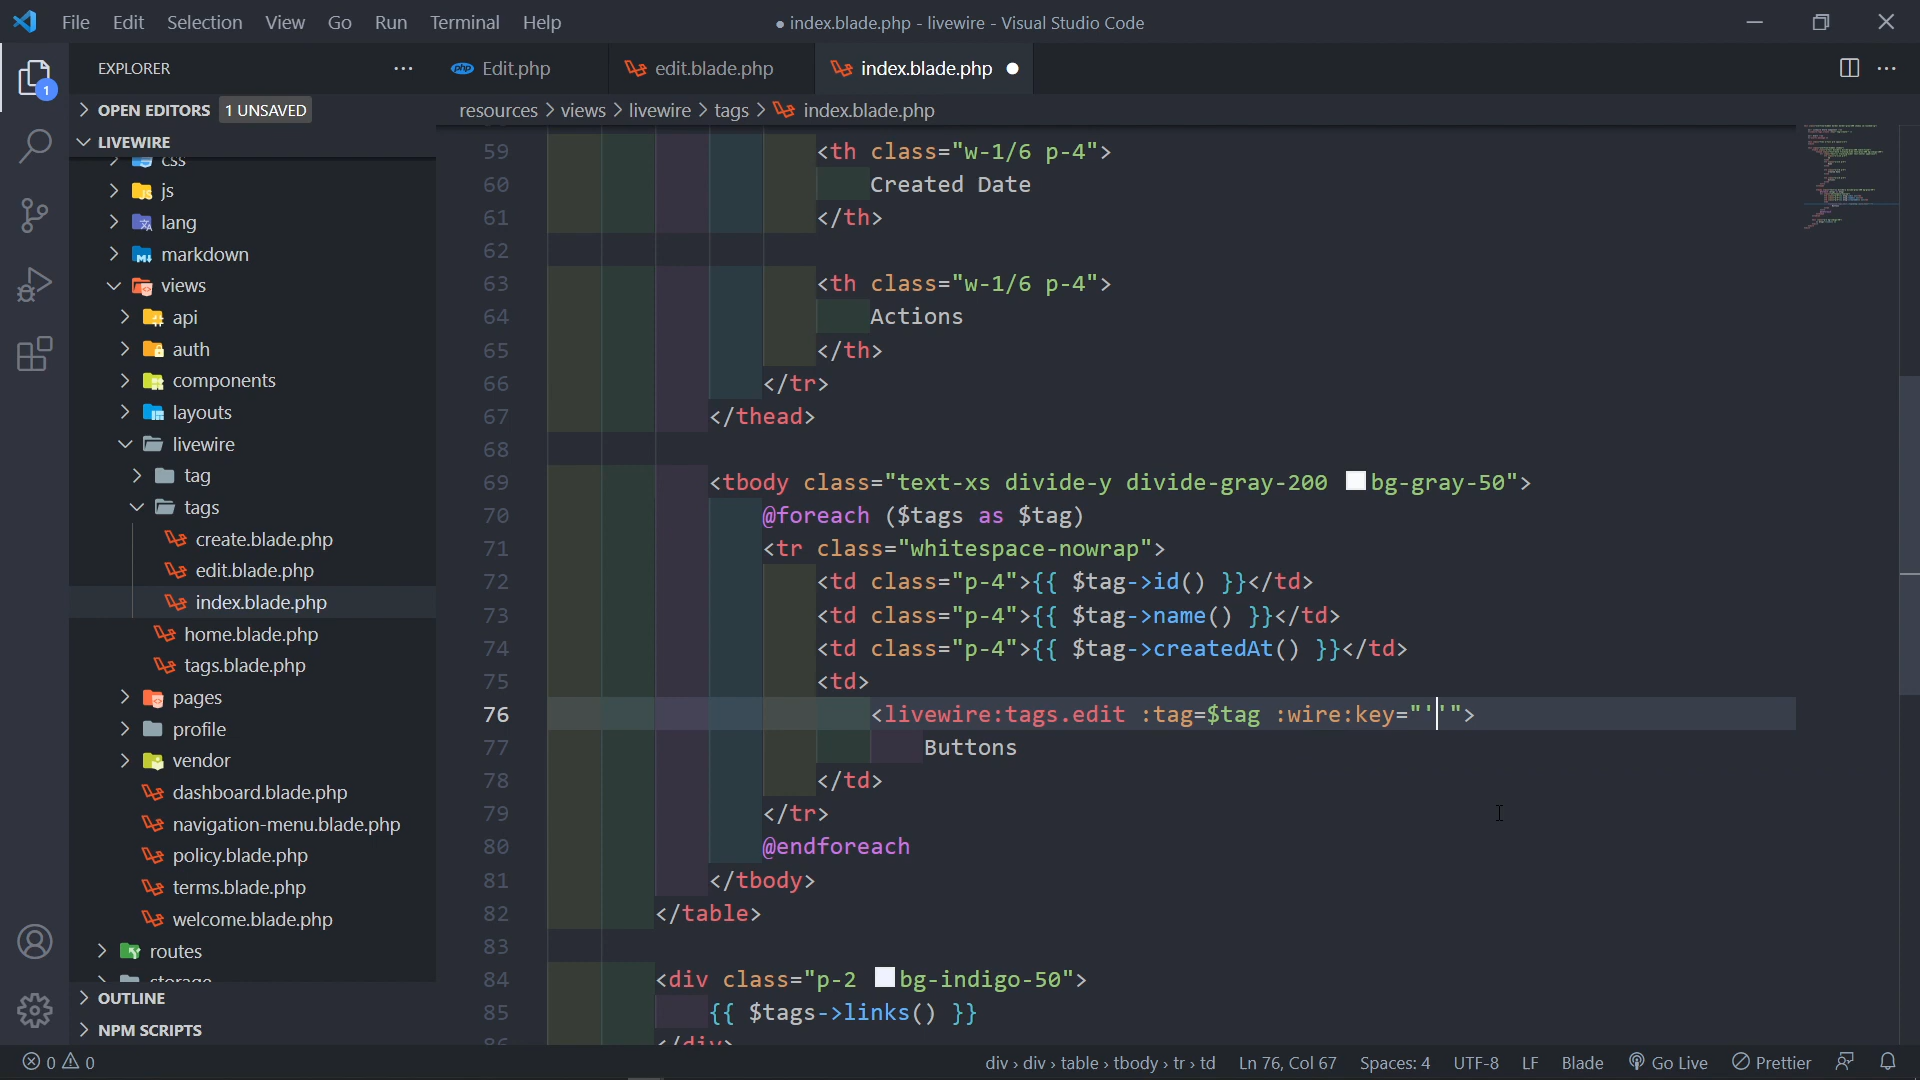 File Edit Selection View Go Run Terminal Help
● index.blade.php - livewire - Visual Studio Code
EXPLORER
Edit.php
edit.blade.php
index.blade.php
OPEN EDITORS 1 UNSAVED
resources > views > livewire > tags > index.blade.php
LIVEWIRE
css
js
lang
markdown
views
api
auth
components
layouts
livewire
tag
tags
create.blade.php
edit.blade.php
index.blade.php
home.blade.php
tags.blade.php
pages
profile
vendor
dashboard.blade.php
navigation-menu.blade.php
policy.blade.php
terms.blade.php
welcome.blade.php
routes
storage
OUTLINE
NPM SCRIPTS
1
59 <th class="w-1/6 p-4">
60 Created Date
61 </th>
62
63 <th class="w-1/6 p-4">
64 Actions
65 </th>
66 </tr>
67 </thead>
68
69 <tbody class="text-xs divide-y divide-gray-200 bg-gray-50">
70 @foreach ($tags as $tag)
71 <tr class="whitespace-nowrap">
72 <td class="p-4">{{ $tag->id() }}</td>
73 <td class="p-4">{{ $tag->name() }}</td>
74 <td class="p-4">{{ $tag->createdAt() }}</td>
75 <td>
76 <livewire:tags.edit :tag=$tag :wire:key="''">
77 Buttons
78 </td>
79 </tr>
80 @endforeach
81 </tbody>
82 </table>
83
84 <div class="p-2 bg-indigo-50">
85 {{ $tags->links() }}
86 </div>
0 0
div > div > table > tbody > tr > td Ln 76, Col 67 Spaces: 4 UTF-8 LF Blade Go Live Prettier